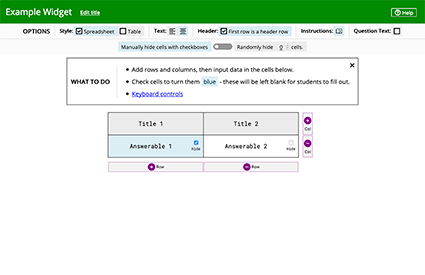 Example Widget Edit title ? Help
OPTIONS Style: Spreadsheet Table Text: Header: First row is a header row Instructions: Question Text:
Manually hide cells with checkboxes Randomly hide 0 cells.
WHAT TO DO
• Add rows and columns, then input data in the cells below.
• Check cells to turn them blue - these will be left blank for students to fill out.
• Keyboard controls
Title 1 Title 2 + Col
Answerable 1 Hide Answerable 2 Hide − Col
+ Row − Row